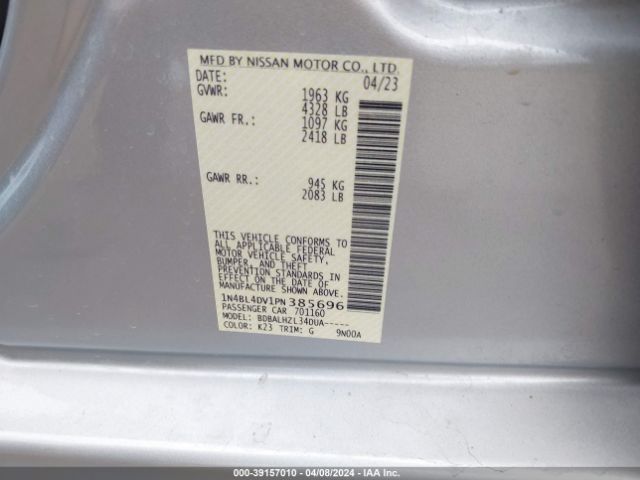 MFD BY NISSAN MOTOR CO., LTD.
DATE: 04/23
GVWR: 1963 KG
4328 LB
GAWR FR.: 1097 KG
2418 LB
GAWR RR.: 945 KG
2083 LB
THIS VEHICLE CONFORMS TO
ALL APPLICABLE FEDERAL
MOTOR VEHICLE SAFETY,
BUMPER, AND THEFT
PREVENTION STANDARDS IN
EFFECT ON THE DATE OF
MANUFACTURE SHOWN ABOVE.
1N4BL4DV1PN385696
PASSENGER CAR 701160
MODEL: BDBALHZL34DUA-----
COLOR: K23 TRIM: G 9N00A
000-39157010 - 04/08/2024 - IAA Inc.